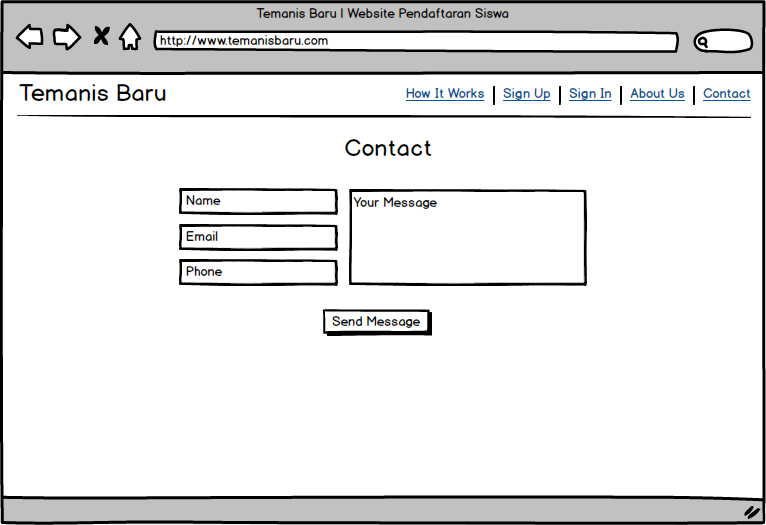 Temanis Baru | Website Pendaftaran Siswa
http://www.temanisbaru.com
Temanis Baru
How It Works | Sign Up | Sign In | About Us | Contact
Contact
Name
Your Message
Email
Phone
Send Message